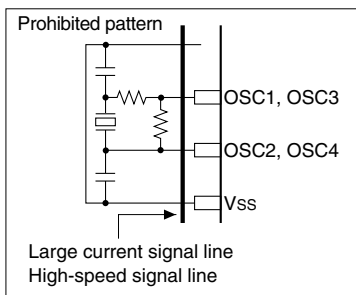 Prohibited pattern
OSC1, OSC3
OSC2, OSC4
VSS
Large current signal line
High-speed signal line